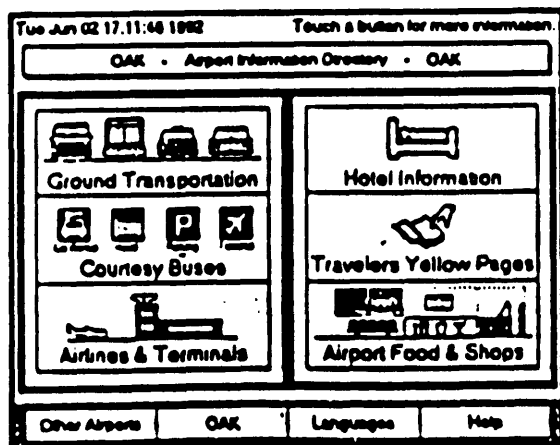 Tue Jun 02 17.11:46 1992 Touch a button for more information.
OAK - Airport Information Directory - OAK
Ground Transportation
Hotel Information
P
Courtesy Buses
Travelers Yellow Pages
Airlines & Terminals
Airport Food & Shops
Other Airports OAK Languages Help